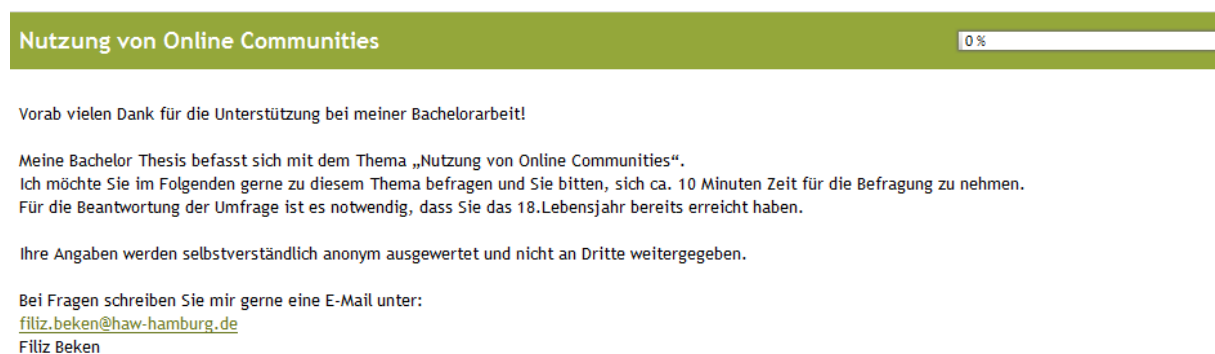 Nutzung von Online Communities
0 %
Vorab vielen Dank für die Unterstützung bei meiner Bachelorarbeit!
Meine Bachelor Thesis befasst sich mit dem Thema „Nutzung von Online Communities“.
Ich möchte Sie im Folgenden gerne zu diesem Thema befragen und Sie bitten, sich ca. 10 Minuten Zeit für die Befragung zu nehmen.
Für die Beantwortung der Umfrage ist es notwendig, dass Sie das 18.Lebensjahr bereits erreicht haben.
Ihre Angaben werden selbstverständlich anonym ausgewertet und nicht an Dritte weitergegeben.
Bei Fragen schreiben Sie mir gerne eine E-Mail unter:
filiz.beken@haw-hamburg.de
Filiz Beken